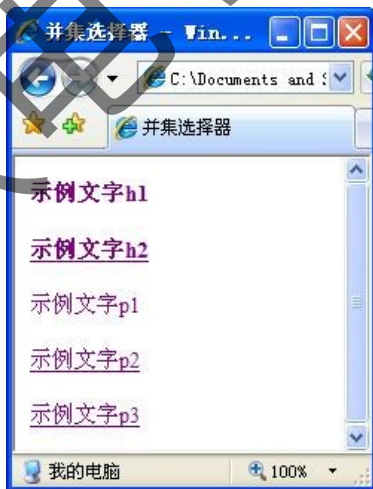 并集选择器 - Win...
C:\Documents and S
并集选择器
示例文字h1
示例文字h2
示例文字p1
示例文字p2
示例文字p3
我的电脑
100%